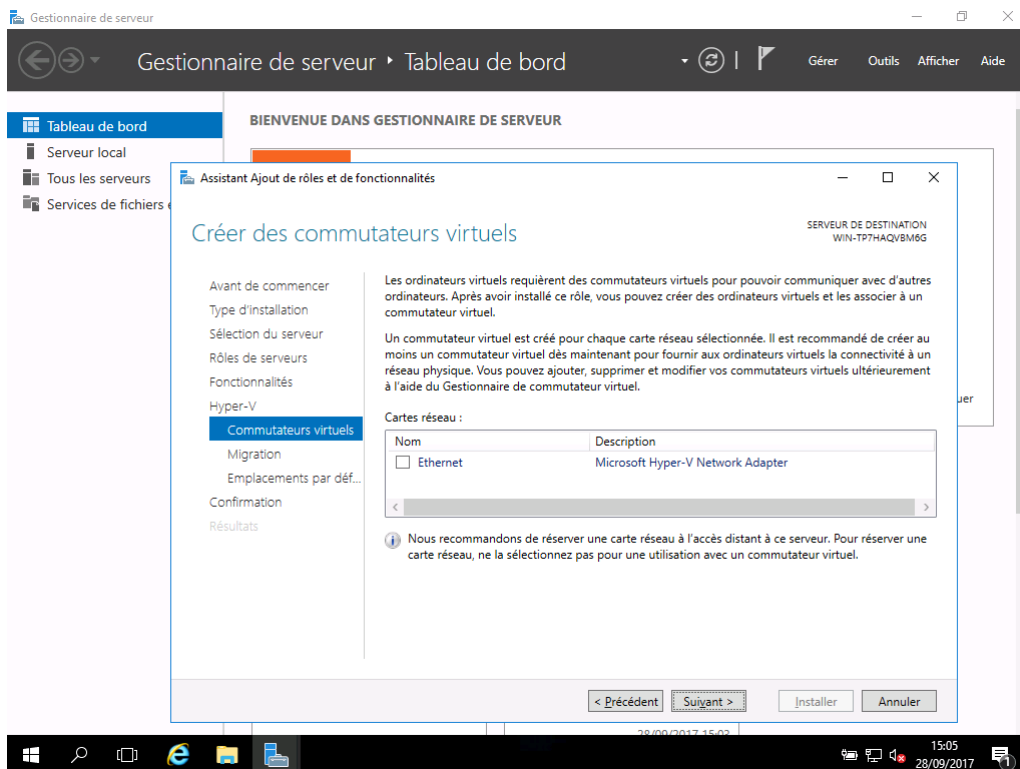 Gestionnaire de serveur
Gestionnaire de serveur ‣ Tableau de bord
Gérer Outils Afficher Aide
Tableau de bord
Serveur local
Tous les serveurs
Services de fichiers
BIENVENUE DANS GESTIONNAIRE DE SERVEUR
Assistant Ajout de rôles et de fonctionnalités
Créer des commutateurs virtuels
SERVEUR DE DESTINATION
WIN-TP7HAQVBM6G
Avant de commencer
Type d'installation
Sélection du serveur
Rôles de serveurs
Fonctionnalités
Hyper-V
Commutateurs virtuels
Migration
Emplacements par déf...
Confirmation
Résultats
Les ordinateurs virtuels requièrent des commutateurs virtuels pour pouvoir communiquer avec d'autres
ordinateurs. Après avoir installé ce rôle, vous pouvez créer des ordinateurs virtuels et les associer à un
commutateur virtuel.
Un commutateur virtuel est créé pour chaque carte réseau sélectionnée. Il est recommandé de créer au
moins un commutateur virtuel dès maintenant pour fournir aux ordinateurs virtuels la connectivité à un
réseau physique. Vous pouvez ajouter, supprimer et modifier vos commutateurs virtuels ultérieurement
à l'aide du Gestionnaire de commutateur virtuel.
Cartes réseau :
Nom Description
Ethernet Microsoft Hyper-V Network Adapter
Nous recommandons de réserver une carte réseau à l'accès distant à ce serveur. Pour réserver une
carte réseau, ne la sélectionnez pas pour une utilisation avec un commutateur virtuel.
uer
< Précédent Suivant > Installer Annuler
28/09/2017 15:03
15:05
28/09/2017
1